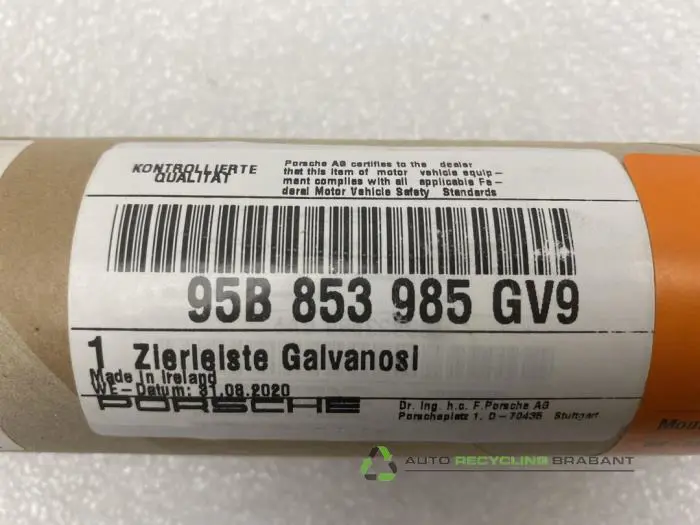 KONTROLLIERTE
QUALITÄT
Porsche AG certifies to the dealer
that this item of motor vehicle equip-
ment complies with all applicable Fe-
deral Motor Vehicle Safety Standards
95B 853 985 GV9
1 Zierleiste Galvanosi
Made in Ireland
WE-Datum: 31.08.2020
PORSCHE
Dr. Ing. h.c. F.Porsche AG
Porscheplatz 1, D-70435 Stuttgart
AUTO RECYCLING BRABANT